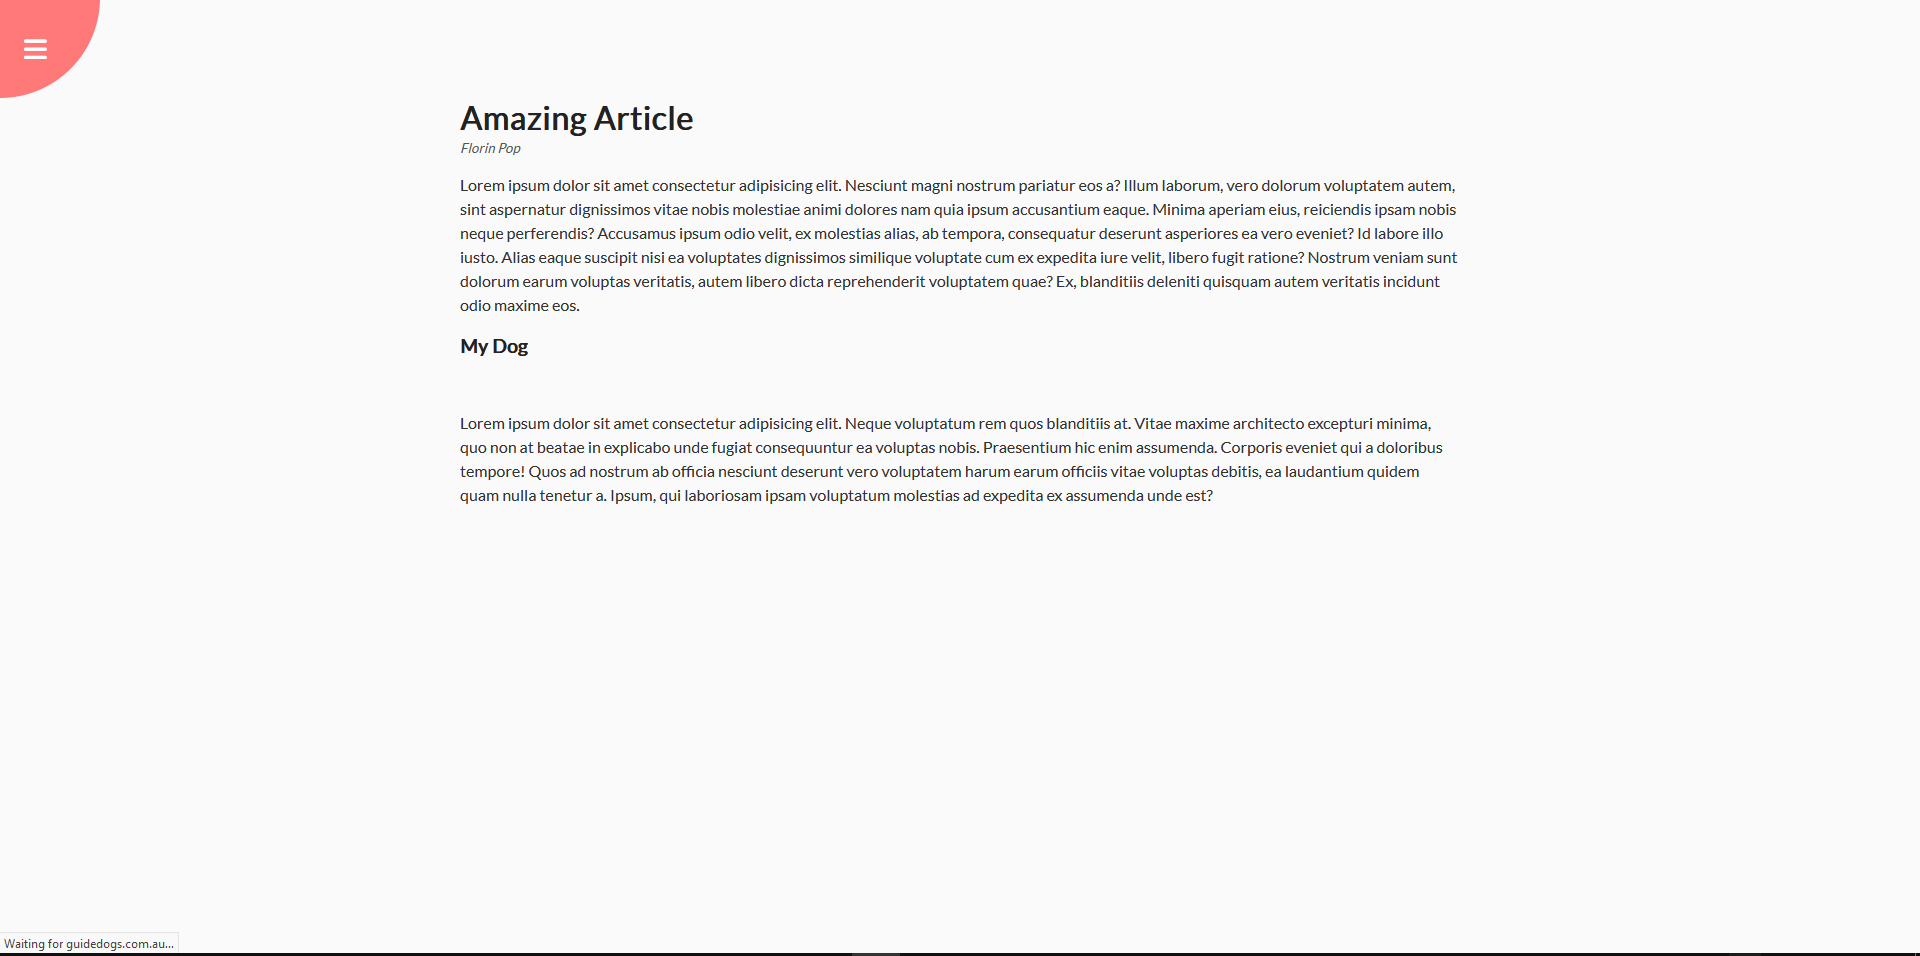 Amazing Article
Florin Pop
Lorem ipsum dolor sit amet consectetur adipisicing elit. Nesciunt magni nostrum pariatur eos a? Illum laborum, vero dolorum voluptatem autem,
sint aspernatur dignissimos vitae nobis molestiae animi dolores nam quia ipsum accusantium eaque. Minima aperiam eius, reiciendis ipsam nobis
neque perferendis? Accusamus ipsum odio velit, ex molestias alias, ab tempora, consequatur deserunt asperiores ea vero eveniet? Id labore illo
iusto. Alias eaque suscipit nisi ea voluptates dignissimos similique voluptate cum ex expedita iure velit, libero fugit ratione? Nostrum veniam sunt
dolorum earum voluptas veritatis, autem libero dicta reprehenderit voluptatem quae? Ex, blanditiis deleniti quisquam autem veritatis incidunt
odio maxime eos.
My Dog
Lorem ipsum dolor sit amet consectetur adipisicing elit. Neque voluptatum rem quos blanditiis at. Vitae maxime architecto excepturi minima,
quo non at beatae in explicabo unde fugiat consequuntur ea voluptas nobis. Praesentium hic enim assumenda. Corporis eveniet qui a doloribus
tempore! Quos ad nostrum ab officia nesciunt deserunt vero voluptatem harum earum officiis vitae voluptas debitis, ea laudantium quidem
quam nulla tenetur a. Ipsum, qui laboriosam ipsam voluptatum molestias ad expedita ex assumenda unde est?
Waiting for guidedogs.com.au...